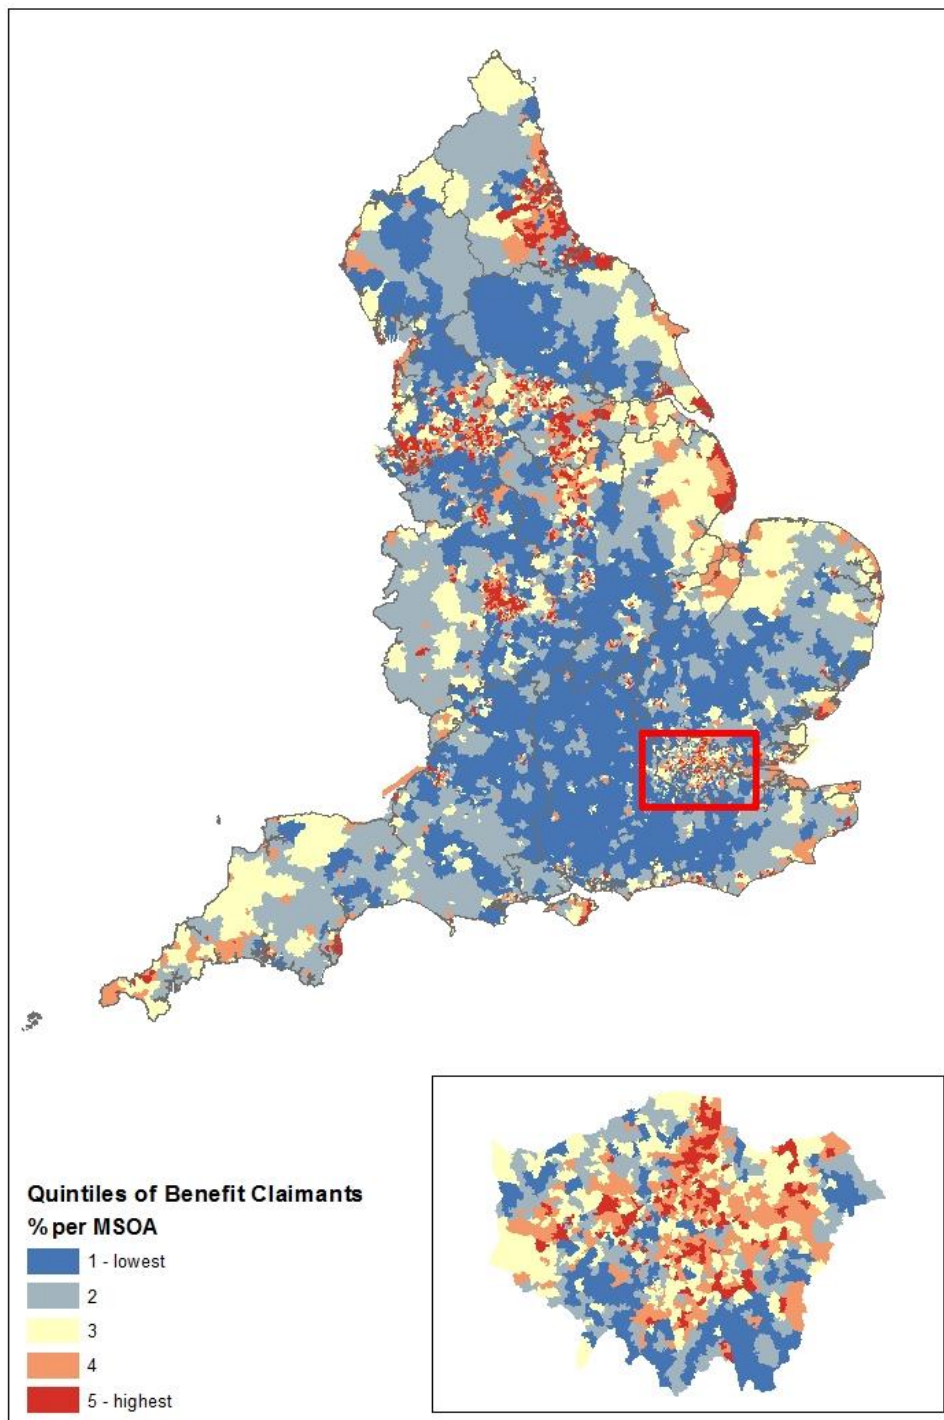 Quintiles of Benefit Claimants
% per MSOA
1 - lowest
2
3
4
5 - highest